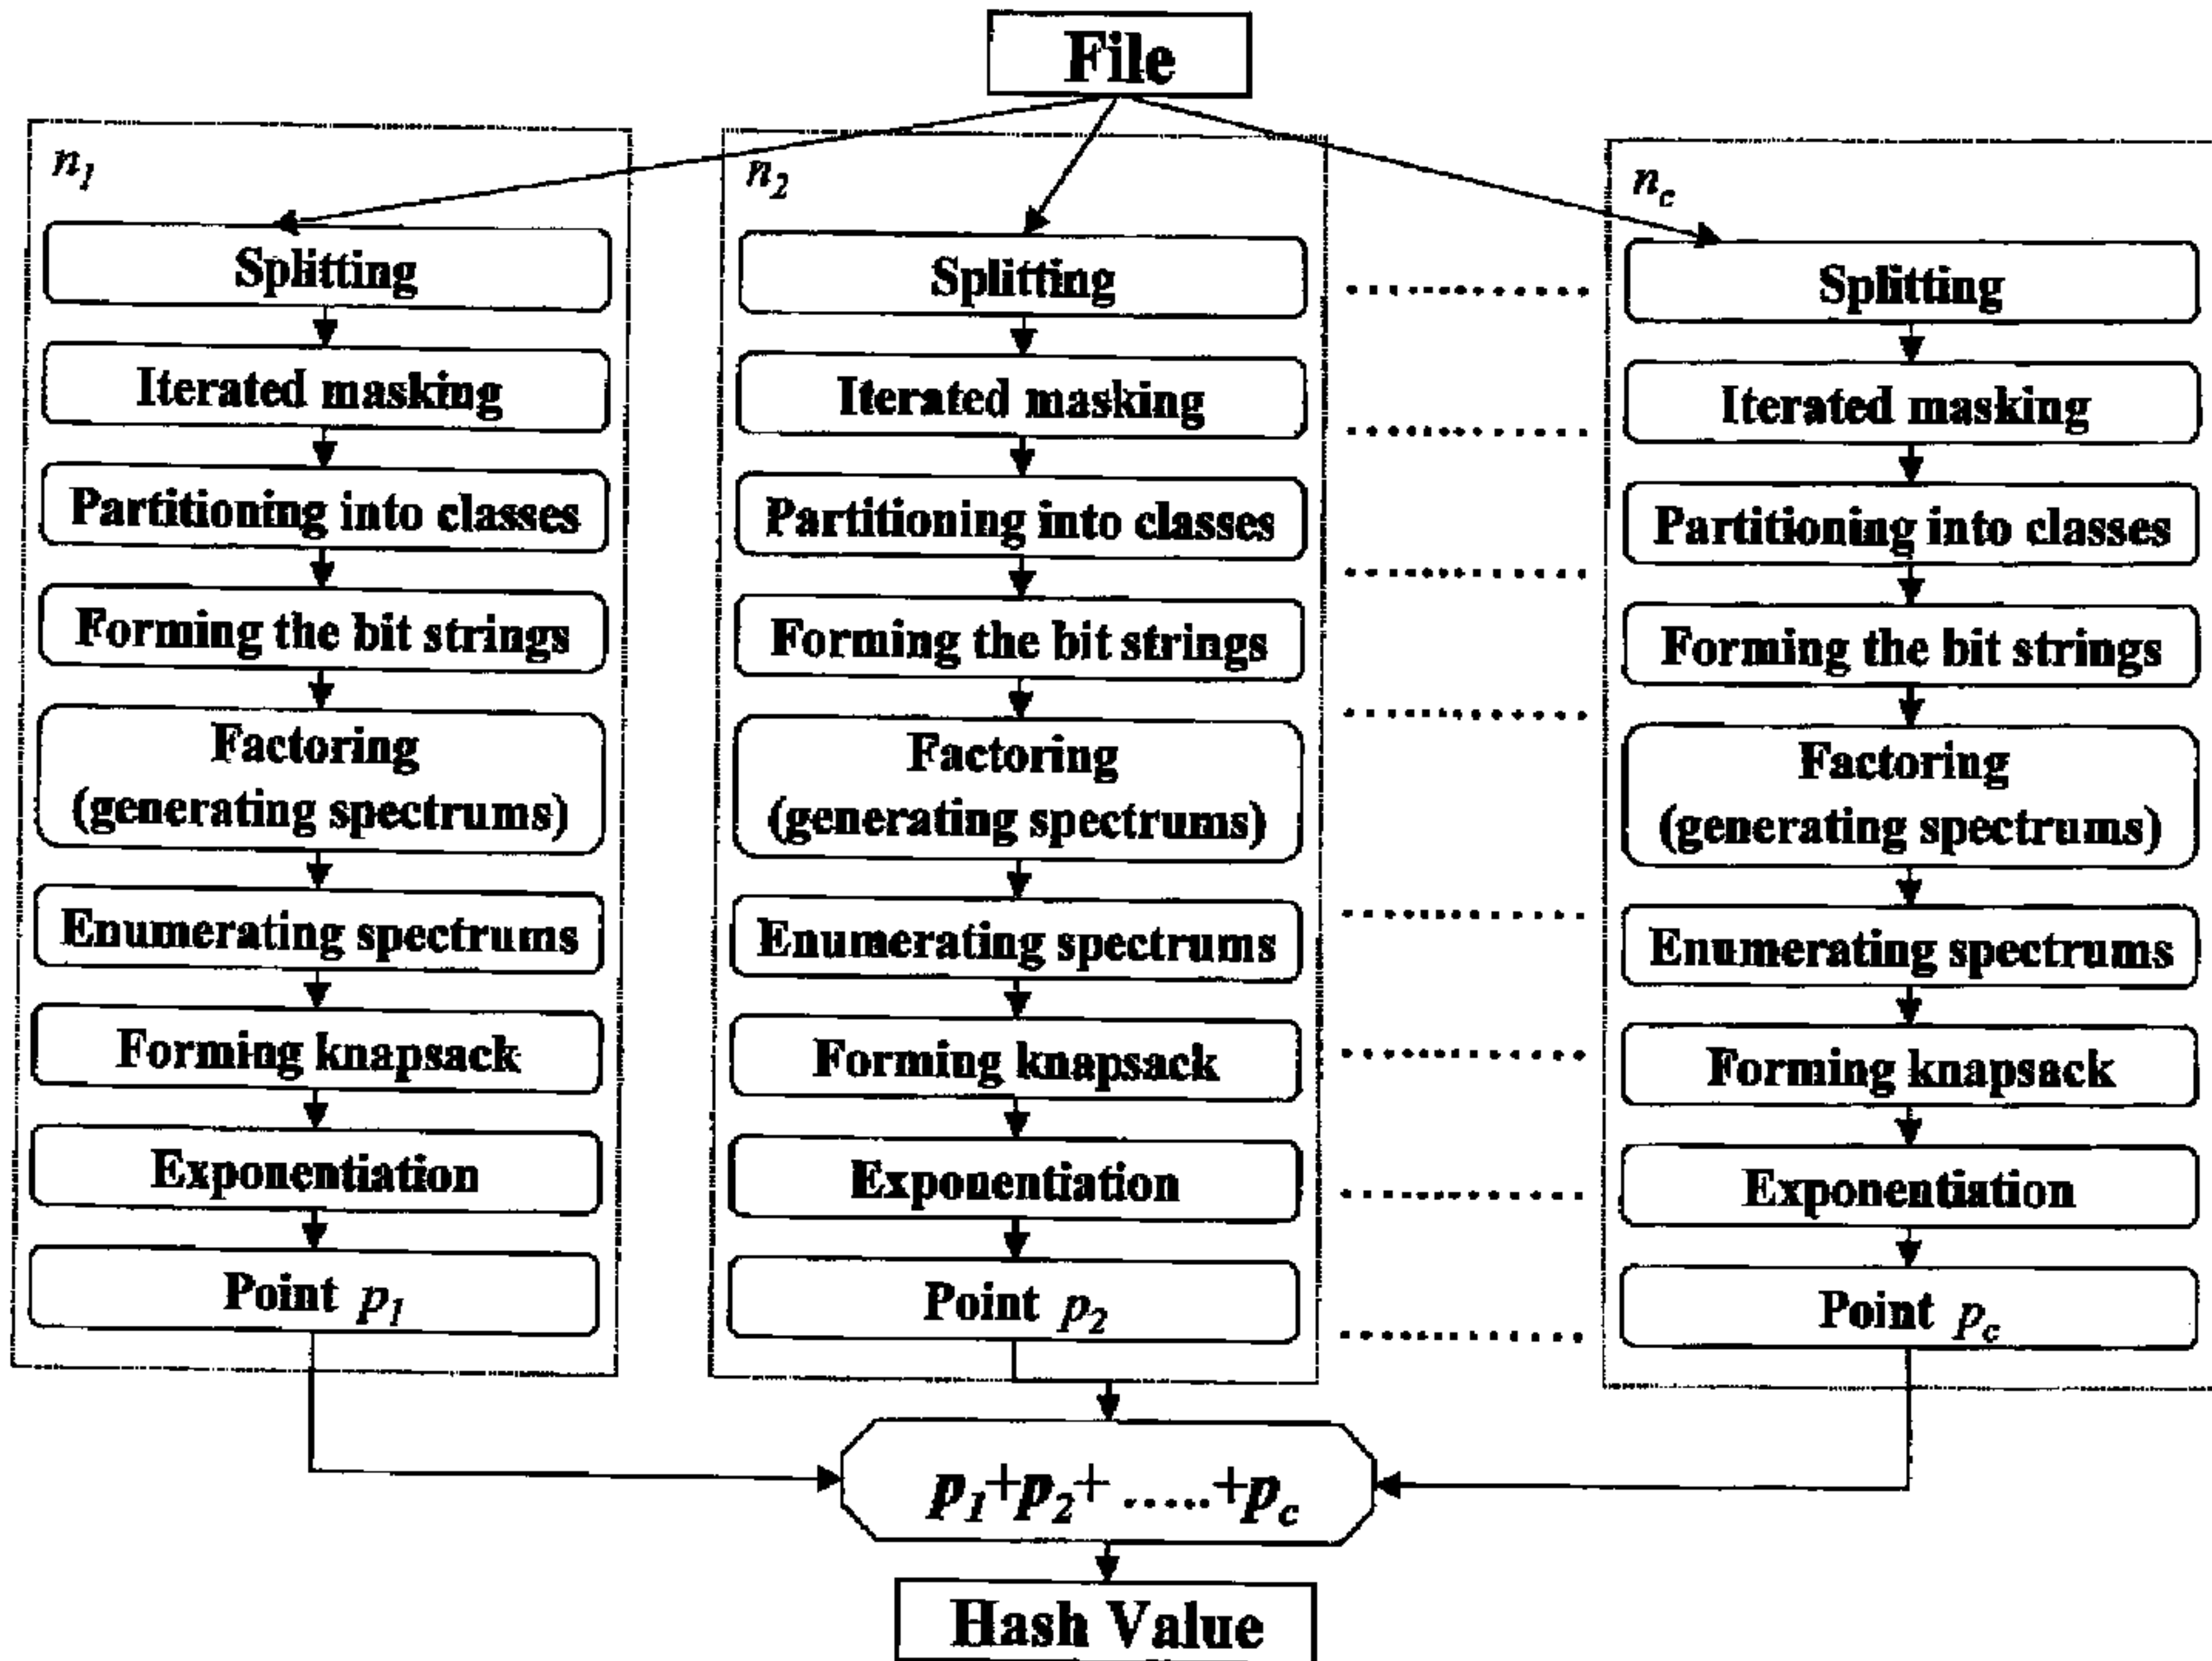 File
n1
Splitting
Iterated masking
Partitioning into classes
Forming the bit strings
Factoring
(generating spectrums)
Enumerating spectrums
Forming knapsack
Exponentiation
Point p1
n2
Splitting
Iterated masking
Partitioning into classes
Forming the bit strings
Factoring
(generating spectrums)
Enumerating spectrums
Forming knapsack
Exponentiation
Point p2
nc
Splitting
Iterated masking
Partitioning into classes
Forming the bit strings
Factoring
(generating spectrums)
Enumerating spectrums
Forming knapsack
Exponentiation
Point pc
p1+p2+ .....+pc
Hash Value